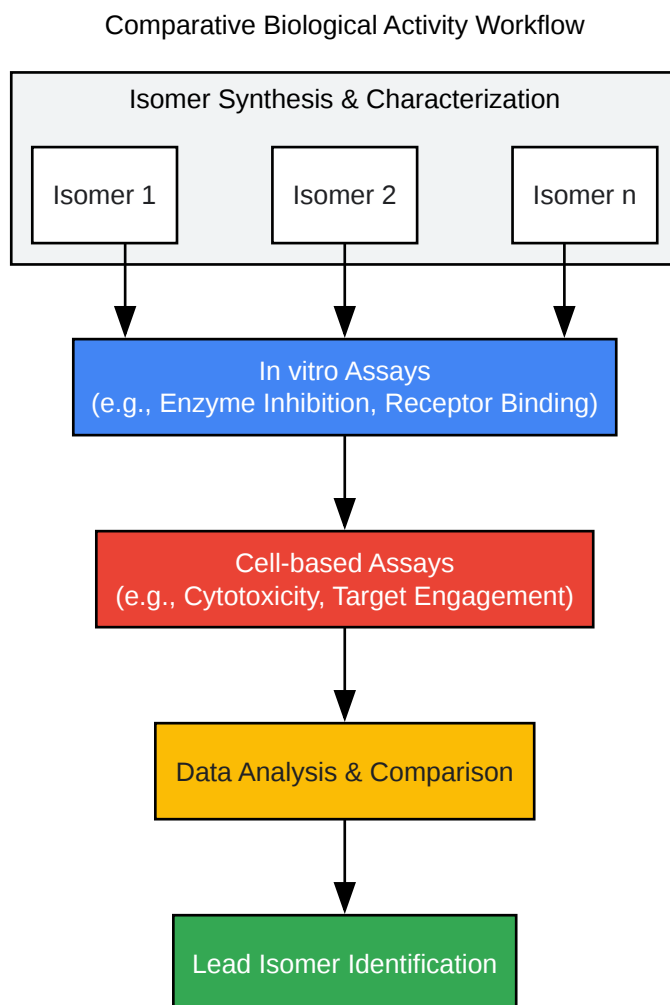 Comparative Biological Activity Workflow
Isomer Synthesis & Characterization
Isomer 1
Isomer 2
Isomer n
In vitro Assays
(e.g., Enzyme Inhibition, Receptor Binding)
Cell-based Assays
(e.g., Cytotoxicity, Target Engagement)
Data Analysis & Comparison
Lead Isomer Identification